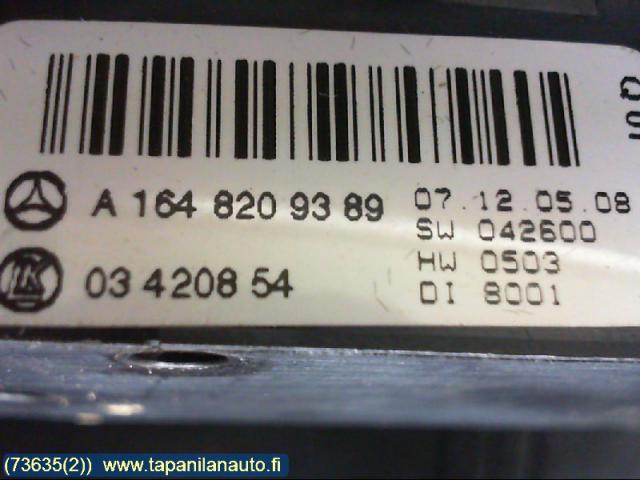 A 164 820 93 89
07.12.05.08
SW 042600
HW 0503
DI 8001
LK
03 4208 54
(73635(2)) www.tapanilanauto.fi